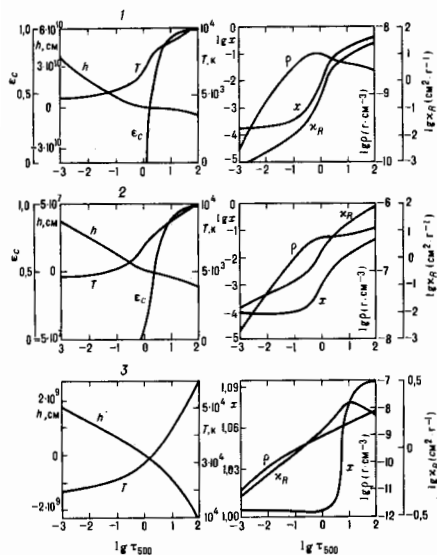 1
1,0 6·10¹⁰ 10⁴ lg x 2
h, см 3·10¹⁰ h T T, K 0 ρ -8 1
ε_C -1 0
0,5 0 5·10³ -2 x -9 -1
ε_C -3 ϰ_R -2
3·10¹⁰ -4 -3
0 0 -5 -10
-3 -2 -1 0 1 2 -3 -2 -1 0 1 2
lg ρ (г·см⁻³) lg ϰ_R (см²·г⁻¹)
2
1,0 5·10⁷ 10⁴ lg x -6 2
h, см h T, K 0 ρ ϰ_R 1
ε_C -1 0
0,5 0 T 5·10³ -2 -7 -1
ε_C -3 x -2
-4
0 0 -5 -8 -3
-3 -2 -1 0 1 2 -3 -2 -1 0 1 2
lg ρ (г·см⁻³) lg ϰ_R (см² г⁻¹)
3
2·10⁹ h 5·10⁴ 1,09 -7 0,5
h, см T, K x -8
1,06 ρ -9
0 3·10⁴ -10
T 1,03 ϰ_R x -11
-2·10⁹ 10⁴ 1,00 -12 -0,5
-3 -2 -1 0 1 2 -3 -2 -1 0 1 2
lg ρ (г·см⁻³) lg ϰ_R (см² г⁻¹)
lg τ₅₀₀ lg τ₅₀₀